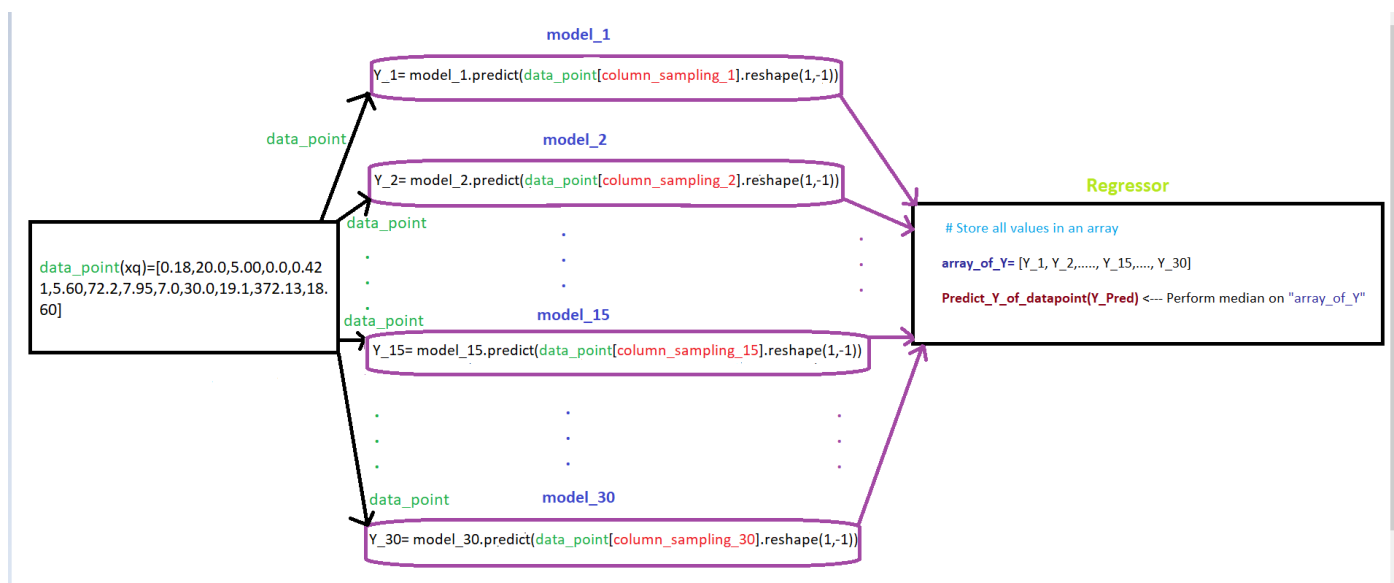 model_1
Y_1= model_1.predict(data_point[column_sampling_1].reshape(1,-1))
data_point
model_2
Y_2= model_2.predict(data_point[column_sampling_2].reshape(1,-1))
data_point
Regressor
# Store all values in an array
array_of_Y= [Y_1, Y_2,....., Y_15,...., Y_30]
Predict_Y_of_datapoint(Y_Pred) <--- Perform median on "array_of_Y"
data_point(xq)=[0.18,20.0,5.00,0.0,0.42
1,5.60,72.2,7.95,7.0,30.0,19.1,372.13,18.
60]
model_15
data_point
Y_15= model_15.predict(data_point[column_sampling_15].reshape(1,-1))
model_30
data_point
Y_30= model_30.predict(data_point[column_sampling_30].reshape(1,-1))